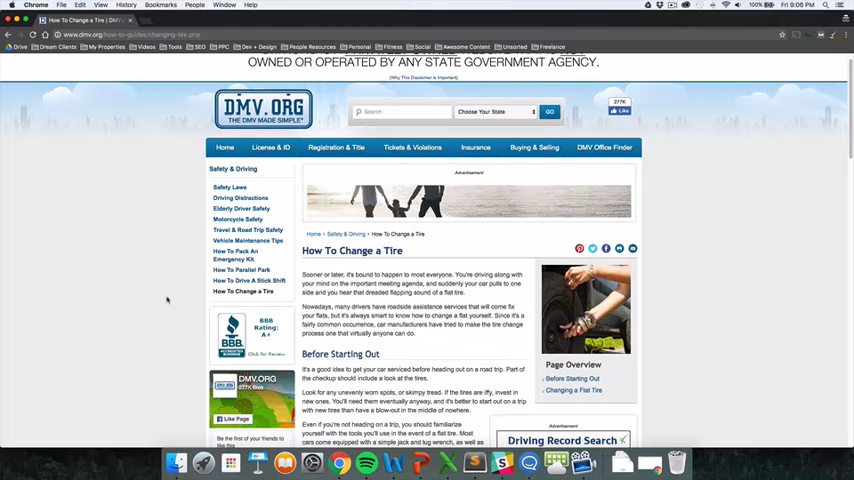 Chrome File Edit View History Bookmarks People Window Help
100% Fri 9:05 PM
How To Change a Tire | DMV
www.dmv.org/how-to-guides/changing-tire.php
Drive Dream Clients My Properties Videos Tools SEO PPC Dev + Design People Resources Personal Fitness Social Awesome Content Unsorted Freelance
OWNED OR OPERATED BY ANY STATE GOVERNMENT AGENCY.
(Why This Disclaimer Is Important)
DMV.ORG
THE DMV MADE SIMPLE
Search
Choose Your State
GO
277K
Like
Home License & ID Registration & Title Tickets & Violations Insurance Buying & Selling DMV Office Finder
Safety & Driving
Safety Laws
Driving Distractions
Elderly Driver Safety
Motorcycle Safety
Travel & Road Trip Safety
Vehicle Maintenance Tips
How To Pack An
Emergency Kit
How To Parallel Park
How To Drive A Stick Shift
How To Change a Tire
BBB
Rating:
A+
BBB
ACCREDITED
BUSINESS
Click for Review
DMV.ORG
DMV.ORG
277K likes
Like Page
Be the first of your friends to
like this
Advertisement
Home › Safety & Driving › How To Change a Tire
How To Change a Tire
Sooner or later, it's bound to happen to most everyone. You're driving along with
your mind on the important meeting agenda, and suddenly your car pulls to one
side and you hear that dreaded flapping sound of a flat tire.
Nowadays, many drivers have roadside assistance services that will come fix
your flats, but it's always smart to know how to change a flat yourself. Since it's a
fairly common occurrence, car manufacturers have tried to make the tire change
process one that virtually anyone can do.
Before Starting Out
It's a good idea to get your car serviced before heading out on a road trip. Part of
the checkup should include a look at the tires.
Look for any unevenly worn spots, or skimpy tread. If the tires are iffy, invest in
new ones. You'll need them eventually anyway, and it's better to start out on a trip
with new tires than have a blow-out in the middle of nowhere.
Even if you're not heading on a trip, you should familiarize
yourself with the tools you'll use in the event of a flat tire. Most
cars come equipped with a simple jack and lug wrench, as well
Page Overview
Before Starting Out
Changing a Flat Tire
Advertisement
Driving Record Search